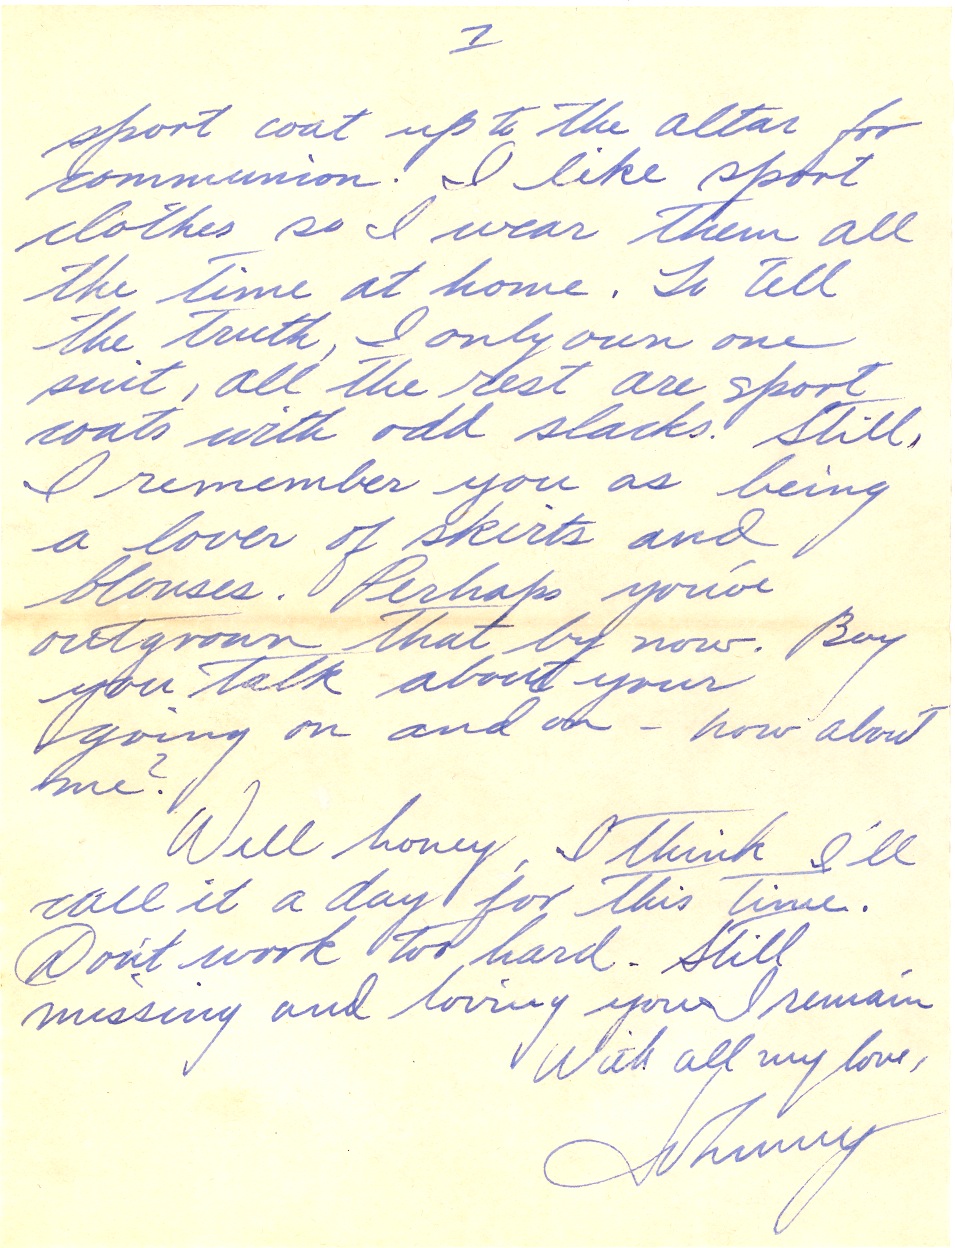 7
sport coat up to the altar for
communion. I like sport
clothes so I wear them all
the time at home. To tell
the truth, I only own one
suit, all the rest are sport
coats with odd slacks. Still,
I remember you as being
a lover of skirts and
blouses. Perhaps you've
outgrown that by now. Boy
you talk about your
going on and on - how about
me?
Well honey, I think I'll
call it a day for this time.
Don't work too hard. Still
missing and loving you I remain
With all my love,
Johnny